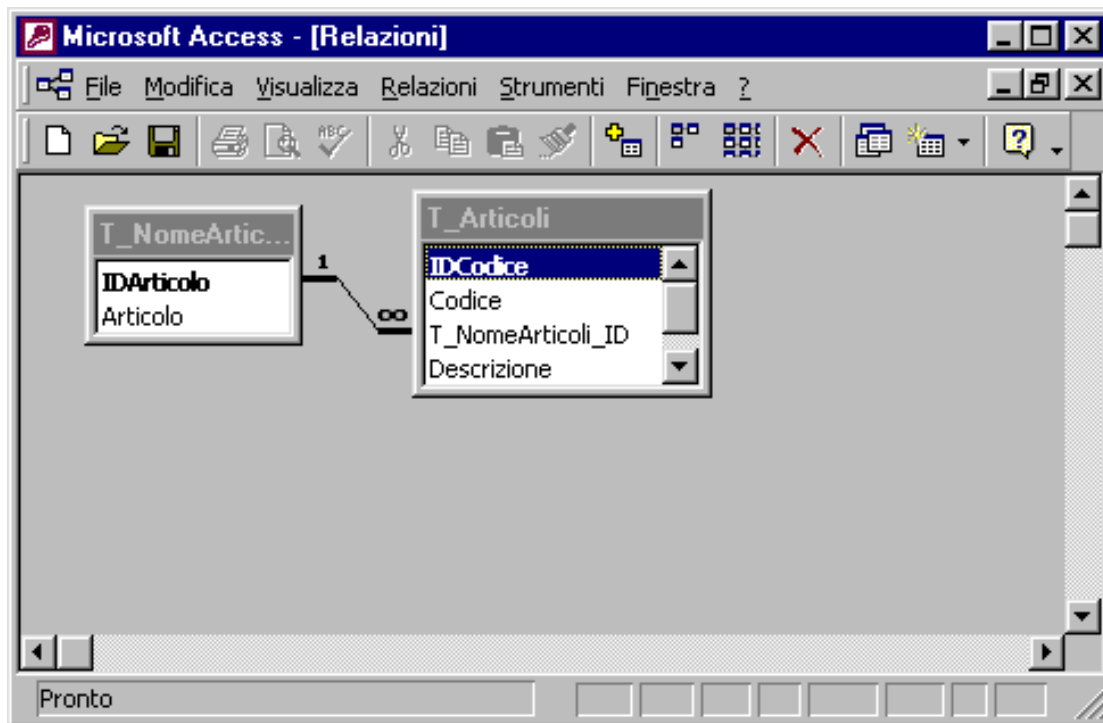 Microsoft Access - [Relazioni]
File Modifica Visualizza Relazioni Strumenti Finestra ?
ABC
T_NomeArtic...
IDArticolo
Articolo
1
∞
T_Articoli
IDCodice
Codice
T_NomeArticoli_ID
Descrizione
Pronto